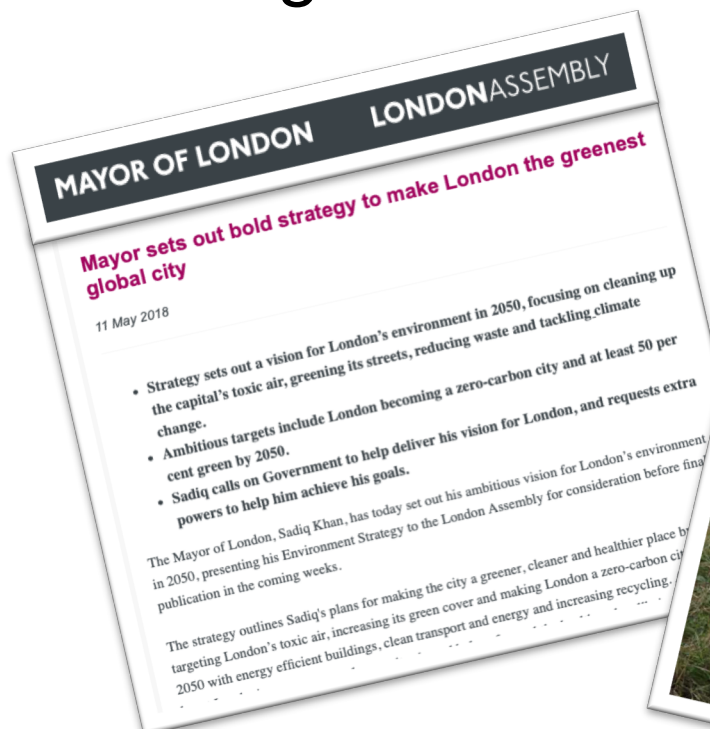 MAYOR OF LONDON LONDONASSEMBLY
Mayor sets out bold strategy to make London the greenest
global city
11 May 2018
• Strategy sets out a vision for London's environment in 2050, focusing on cleaning up
the capital's toxic air, greening its streets, reducing waste and tackling climate
change.
• Ambitious targets include London becoming a zero-carbon city and at least 50 per
cent green by 2050.
• Sadiq calls on Government to help deliver his vision for London, and requests extra
powers to help him achieve his goals.
The Mayor of London, Sadiq Khan, has today set out his ambitious vision for London's environment
in 2050, presenting his Environment Strategy to the London Assembly for consideration before
publication in the coming weeks.
The strategy outlines Sadiq's plans for making the city a greener, cleaner and healthier place
targeting London's toxic air, increasing its green cover and making London a zero-carbon
2050 with energy efficient buildings, clean transport and energy and increasing recycling.